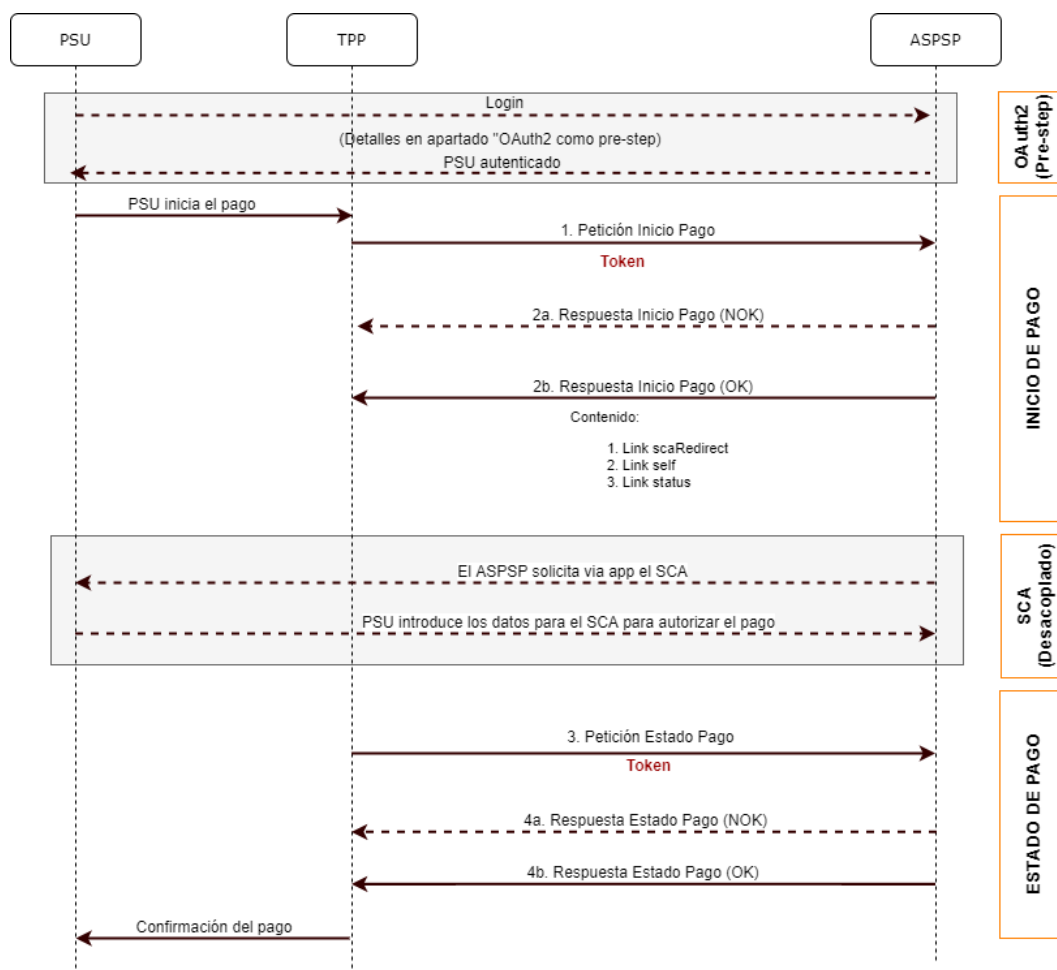 PSU
TPP
ASPSP
Login
(Detalles en apartado "OAuth2 como pre-step)
PSU autenticado
OAuth2
(Pre-step)
PSU inicia el pago
1. Petición Inicio Pago
Token
2a. Respuesta Inicio Pago (NOK)
2b. Respuesta Inicio Pago (OK)
Contenido:
1. Link scaRedirect
2. Link self
3. Link status
INICIO DE PAGO
El ASPSP solicita via app el SCA
PSU introduce los datos para el SCA para autorizar el pago
SCA
(Desacoplado)
3. Petición Estado Pago
Token
4a. Respuesta Estado Pago (NOK)
4b. Respuesta Estado Pago (OK)
Confirmación del pago
ESTADO DE PAGO